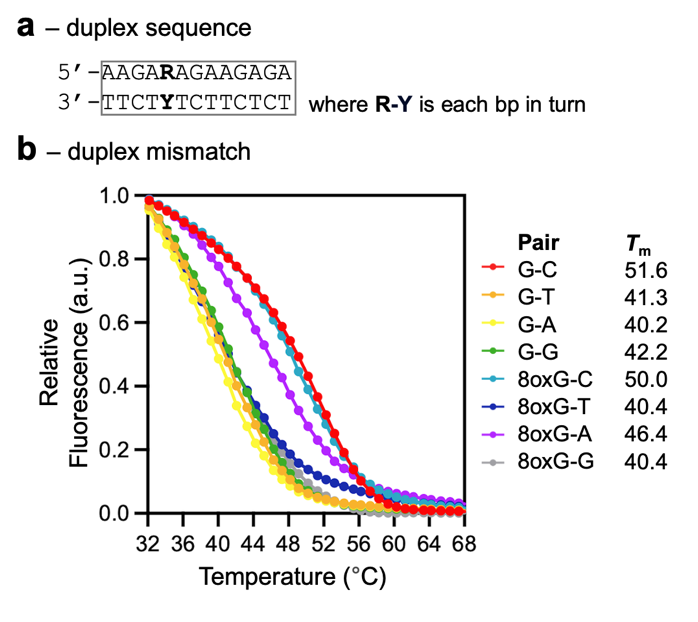 a – duplex sequence
5′ –AAGARAGAAGAGA
3′ –TTCTYTCTTCTCT where R-Y is each bp in turn
b – duplex mismatch
1.0
0.8
0.6
0.4
0.2
0.0
Relative
Fluorescence (a.u.)
32 36 40 44 48 52 56 60 64 68
Temperature (°C)
Pair Tm
G-C 51.6
G-T 41.3
G-A 40.2
G-G 42.2
8oxG-C 50.0
8oxG-T 40.4
8oxG-A 46.4
8oxG-G 40.4